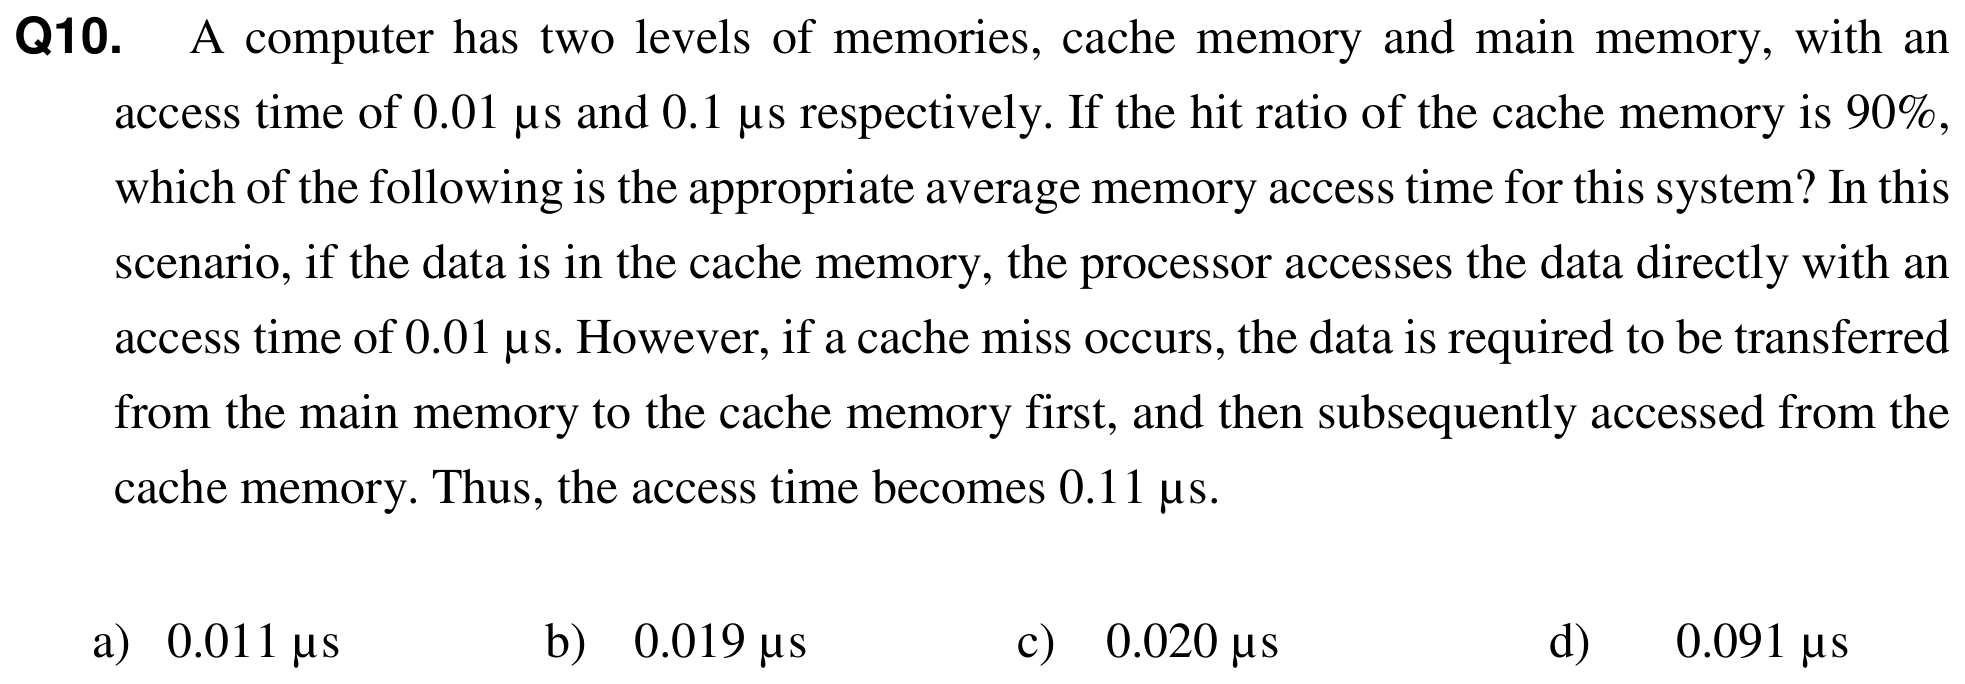 Q10. A computer has two levels of memories, cache memory and main memory, with an
access time of 0.01 μs and 0.1 μs respectively. If the hit ratio of the cache memory is 90%,
which of the following is the appropriate average memory access time for this system? In this
scenario, if the data is in the cache memory, the processor accesses the data directly with an
access time of 0.01 μs. However, if a cache miss occurs, the data is required to be transferred
from the main memory to the cache memory first, and then subsequently accessed from the
cache memory. Thus, the access time becomes 0.11 μs.
a) 0.011 μs b) 0.019 μs c) 0.020 μs d) 0.091 μs